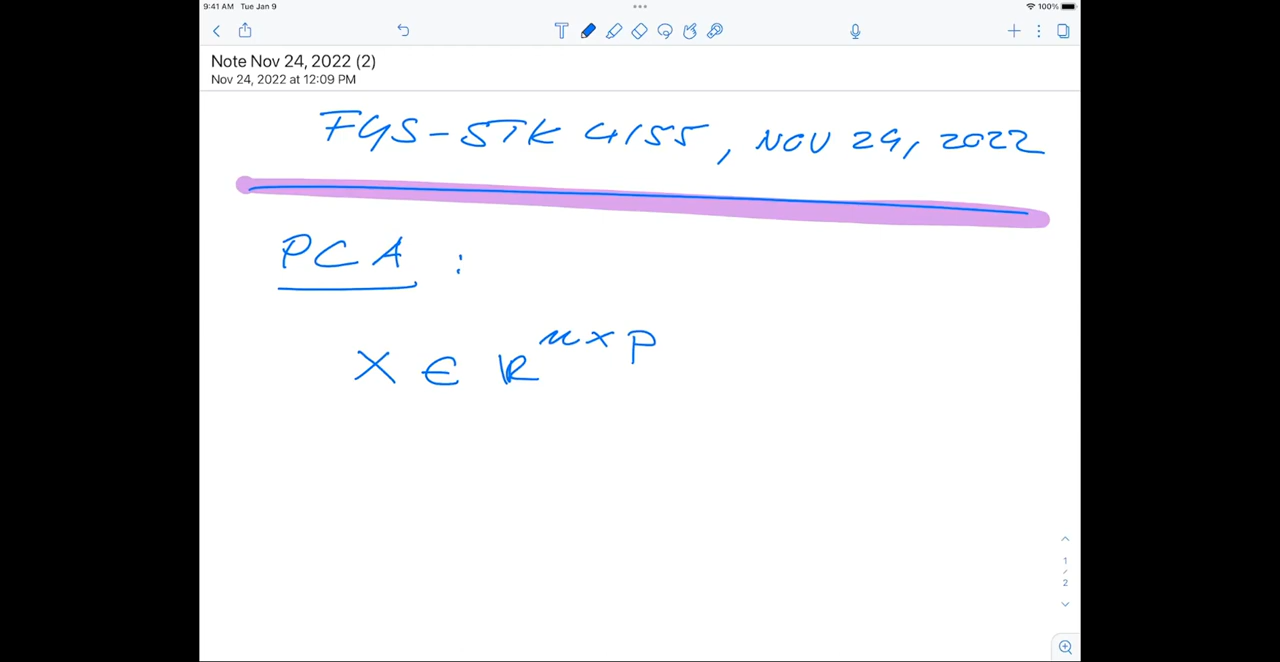 9:41 AM Tue Jan 9
100%
Note Nov 24, 2022 (2)
Nov 24, 2022 at 12:09 PM
FYS-STK 4155, NOV 24, 2022
PCA :
X ∈ ℝ^{n×p}
1
/
2